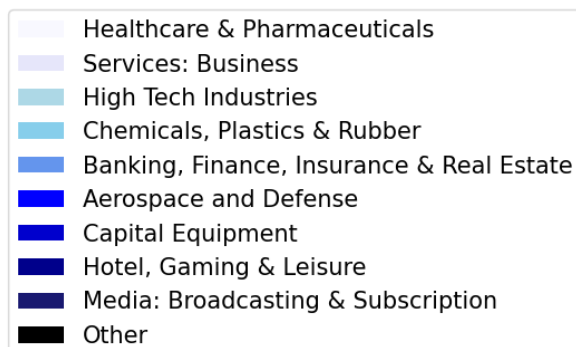 Healthcare & Pharmaceuticals
Services: Business
High Tech Industries
Chemicals, Plastics & Rubber
Banking, Finance, Insurance & Real Estate
Aerospace and Defense
Capital Equipment
Hotel, Gaming & Leisure
Media: Broadcasting & Subscription
Other